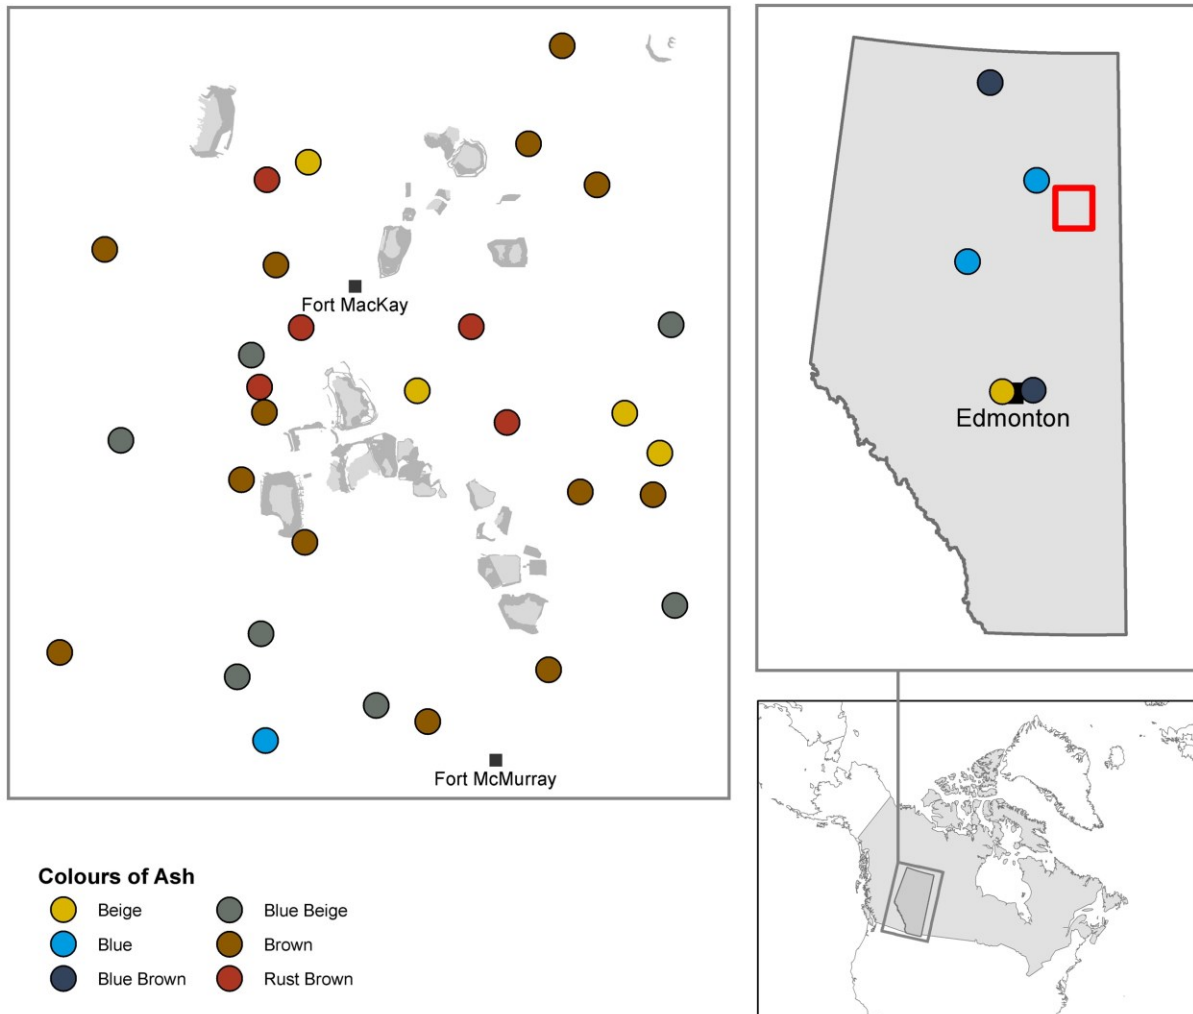 Fort MacKay
Fort McMurray
Edmonton
Colours of Ash
Beige
Blue Beige
Blue
Brown
Blue Brown
Rust Brown